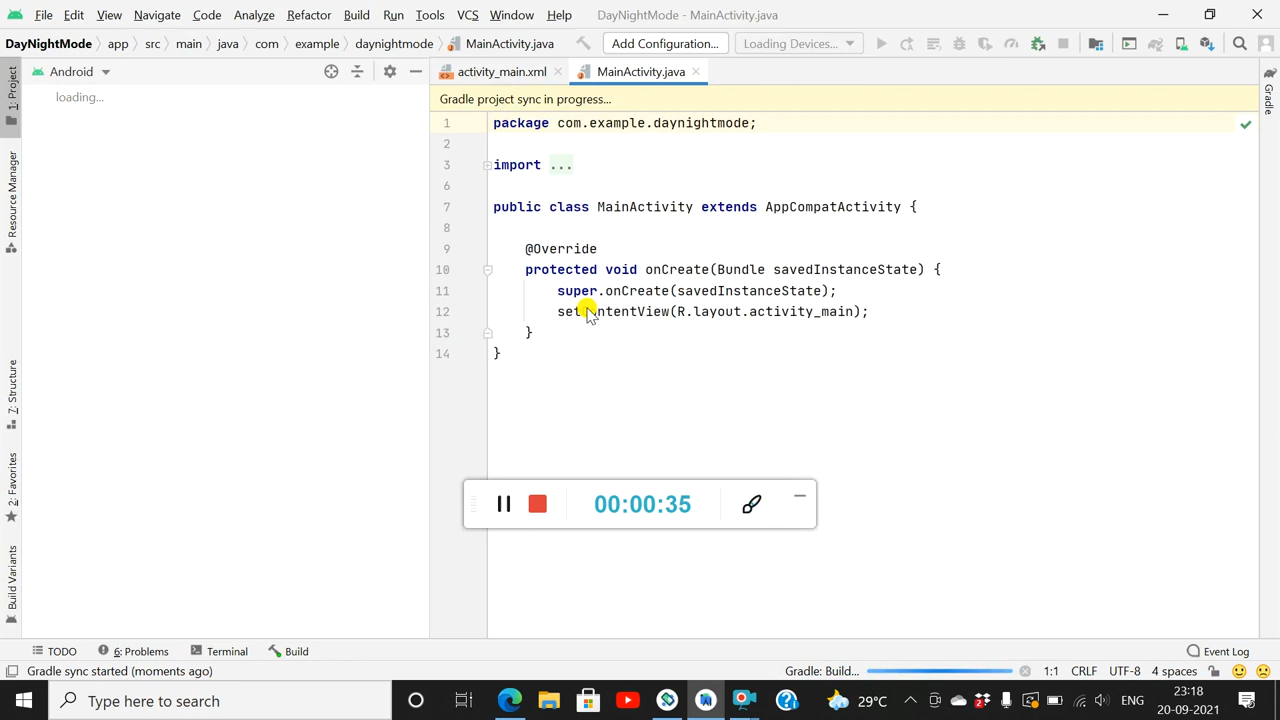 File Edit View Navigate Code Analyze Refactor Build Run Tools VCS Window Help DayNightMode - MainActivity.java
DayNightMode app src main java com example daynightmode MainActivity.java Add Configuration... Loading Devices...
Android
activity_main.xml MainActivity.java
1: Project
Resource Manager
7: Structure
2: Favorites
Build Variants
Gradle
loading...
Gradle project sync in progress...
1 package com.example.daynightmode;
2
3 import ...
6
7 public class MainActivity extends AppCompatActivity {
8
9 @Override
10 protected void onCreate(Bundle savedInstanceState) {
11 super.onCreate(savedInstanceState);
12 setContentView(R.layout.activity_main);
13 }
14 }
00:00:35
TODO 6: Problems Terminal Build Event Log
Gradle sync started (moments ago) Gradle: Build... 1:1 CRLF UTF-8 4 spaces
Type here to search 29°C ENG 23:18
20-09-2021